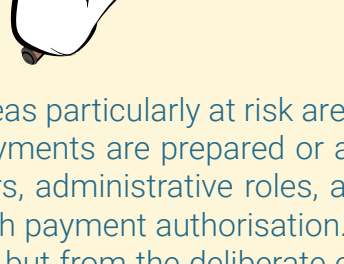 eas particularly at risk are
yments are prepared or a
rs, administrative roles, a
h payment authorisation.
but from the deliberate